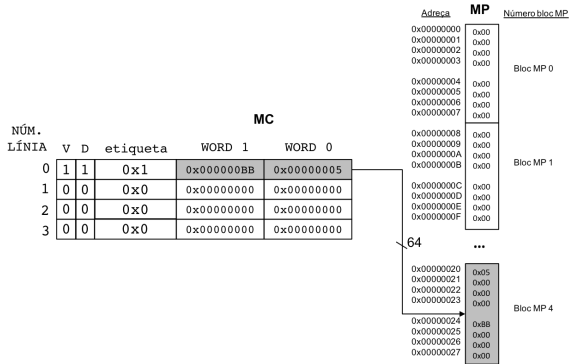 Adreça MP Número bloc MP
0x00000000 0x00
0x00000001 0x00
0x00000002 0x00
0x00000003 0x00
Bloc MP 0
0x00000004 0x00
0x00000005 0x00
0x00000006 0x00
0x00000007 0x00
0x00000008 0x00
0x00000009 0x00
0x0000000A 0x00
0x0000000B 0x00
Bloc MP 1
0x0000000C 0x00
0x0000000D 0x00
0x0000000E 0x00
0x0000000F 0x00
...
0x00000020 0x05
0x00000021 0x00
0x00000022 0x00
0x00000023 0x00
Bloc MP 4
0x00000024 0xBB
0x00000025 0x00
0x00000026 0x00
0x00000027 0x00
MC
NÚM.
LÍNIA V D etiqueta WORD 1 WORD 0
0 1 1 0x1 0x000000BB 0x00000005
1 0 0 0x0 0x00000000 0x00000000
2 0 0 0x0 0x00000000 0x00000000
3 0 0 0x0 0x00000000 0x00000000
64